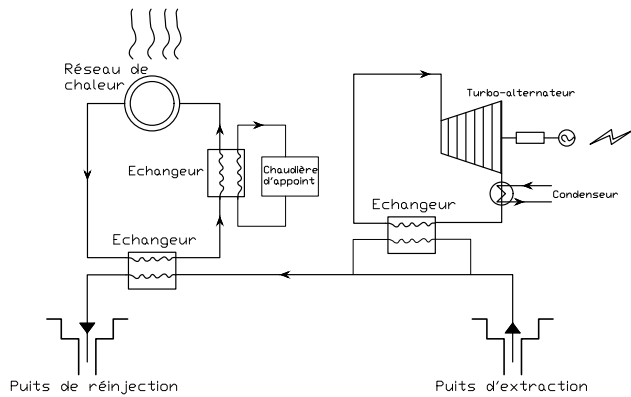 Réseau de
chaleur
Turbo-alternateur
Echangeur
Chaudière
d'appoint
Condenseur
Echangeur
Echangeur
Puits de réinjection
Puits d'extraction